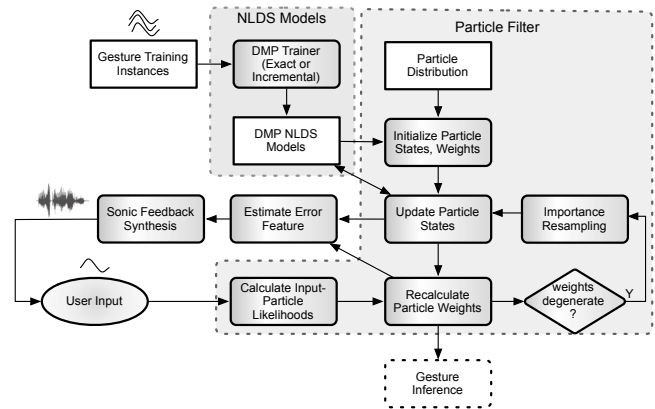 NLDS Models
Particle Filter
Gesture Training
Instances
DMP Trainer
(Exact or
Incremental)
Particle
Distribution
DMP NLDS
Models
Initialize Particle
States, Weights
Sonic Feedback
Synthesis
Estimate Error
Feature
Update Particle
States
Importance
Resampling
User Input
Calculate Input-
Particle
Likelihoods
Recalculate
Particle Weights
weights
degenerate
?
Y
Gesture
Inference